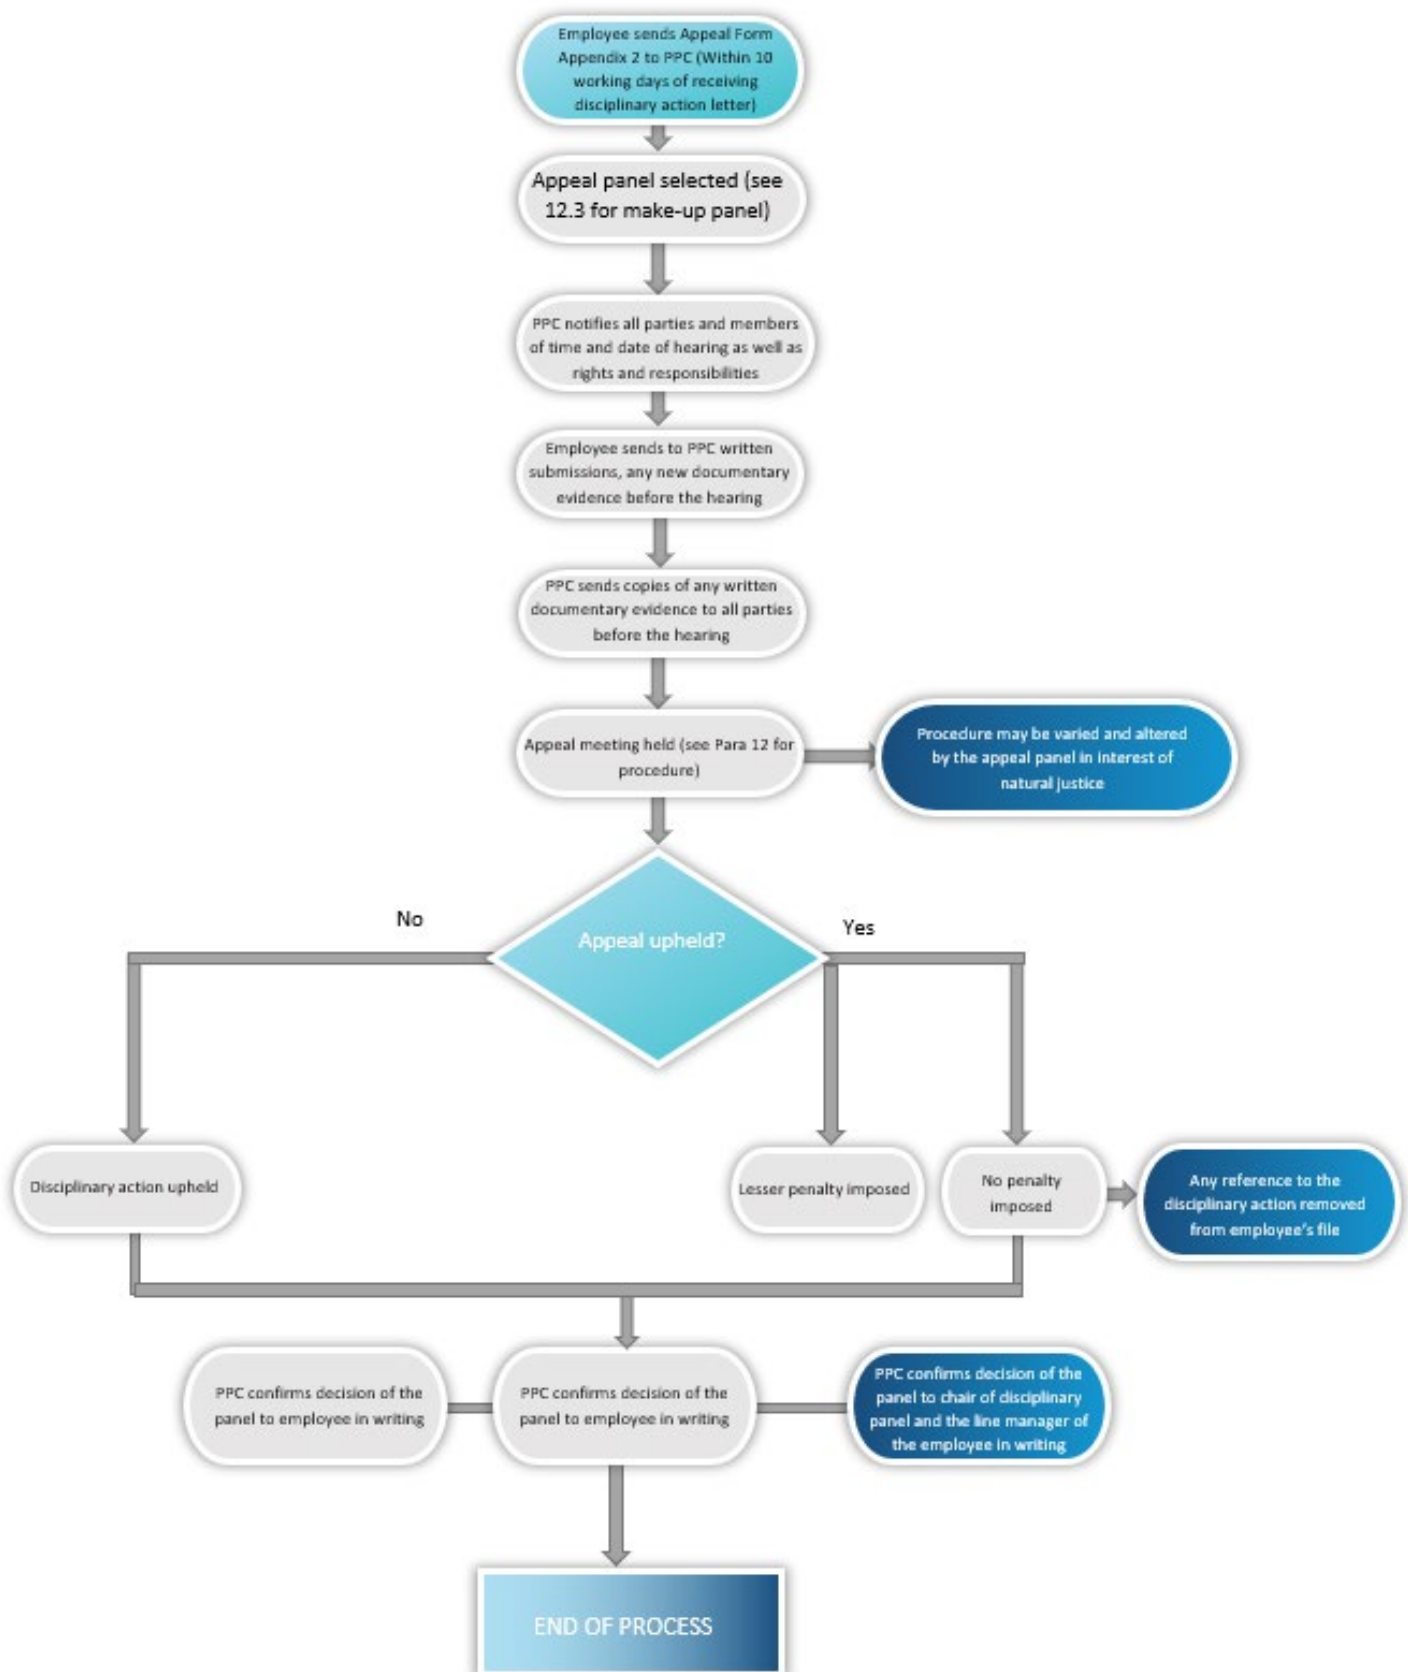 Employee sends Appeal Form
Appendix 2 to PPC (Within 10
working days of receiving
disciplinary action letter)
Appeal panel selected (see
12.3 for make-up panel)
PPC notifies all parties and members
of time and date of hearing as well as
rights and responsibilities
Employee sends to PPC written
submissions, any new documentary
evidence before the hearing
PPC sends copies of any written
documentary evidence to all parties
before the hearing
Appeal meeting held (see Para 12 for
procedure)
Procedure may be varied and altered
by the appeal panel in interest of
natural justice
Appeal upheld?
No
Yes
Disciplinary action upheld
Lesser penalty imposed
No penalty
imposed
Any reference to the
disciplinary action removed
from employee's file
PPC confirms decision of the
panel to employee in writing
PPC confirms decision of the
panel to employee in writing
PPC confirms decision of the
panel to chair of disciplinary
panel and the line manager of
the employee in writing
END OF PROCESS